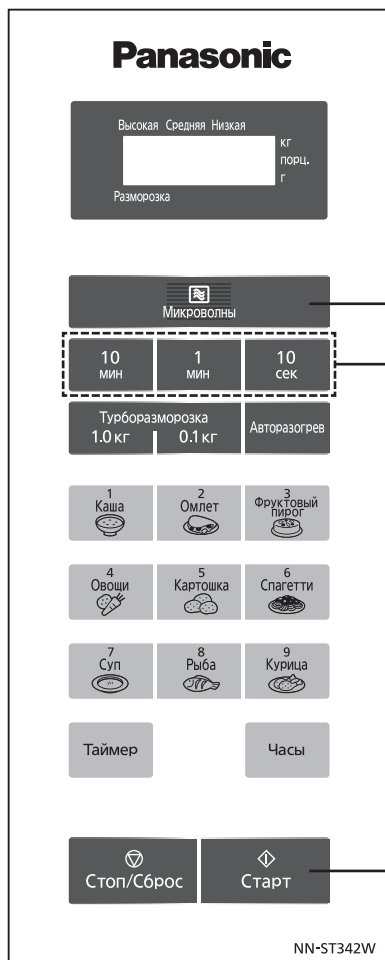 Panasonic
Высокая Средняя Низкая
кг
порц.
г
Разморозка
Микроволны
10 мин
1 мин
10 сек
Турборазморозка
1.0 кг 0.1 кг
Авторазогрев
1 Каша
2 Омлет
3 Фруктовый пирог
4 Овощи
5 Картошка
6 Спагетти
7 Суп
8 Рыба
9 Курица
Таймер
Часы
Стоп/Сброс
Старт
NN-ST342W